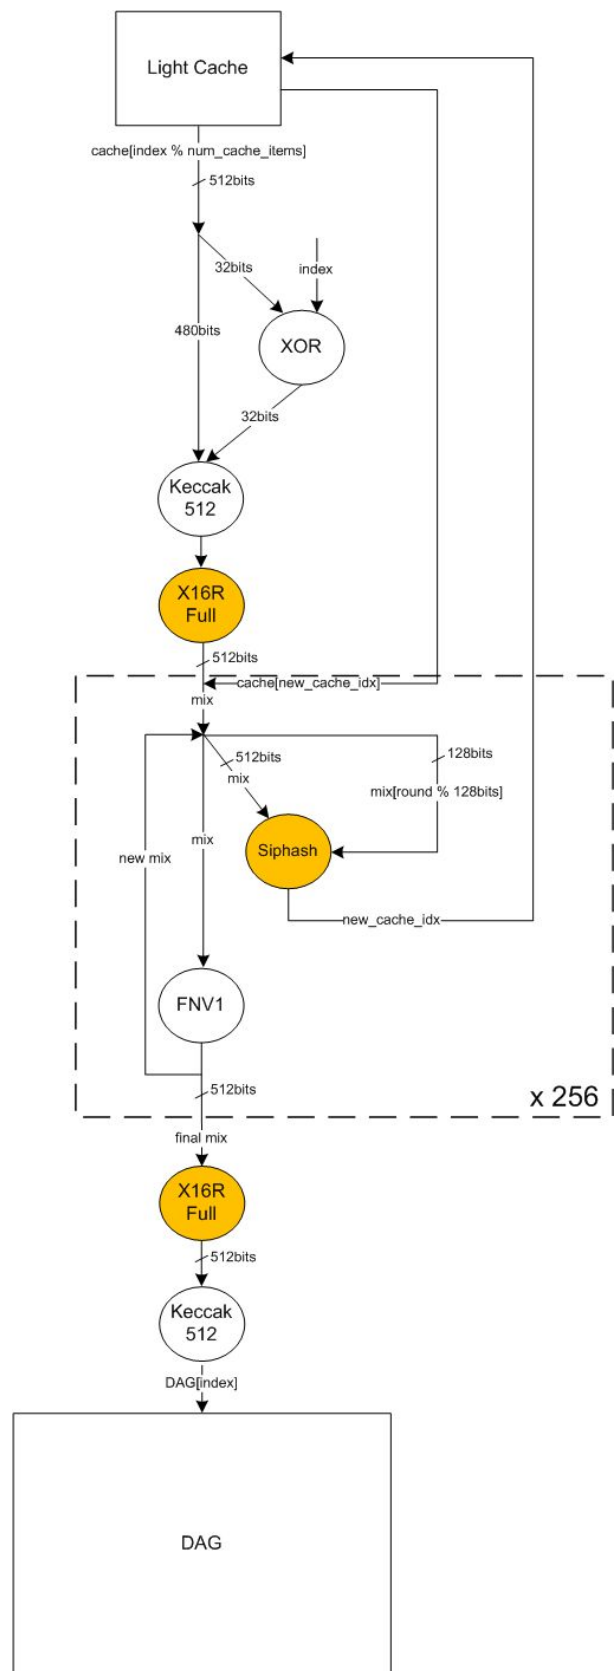 Light Cache
cache[index % num_cache_items]
512bits
32bits
index
480bits
XOR
32bits
Keccak
512
X16R
Full
512bits
cache[new_cache_idx]
mix
512bits
128bits
mix
mix[round % 128bits]
mix
Siphash
new mix
new_cache_idx
FNV1
512bits
x 256
final mix
X16R
Full
512bits
Keccak
512
DAG[index]
DAG